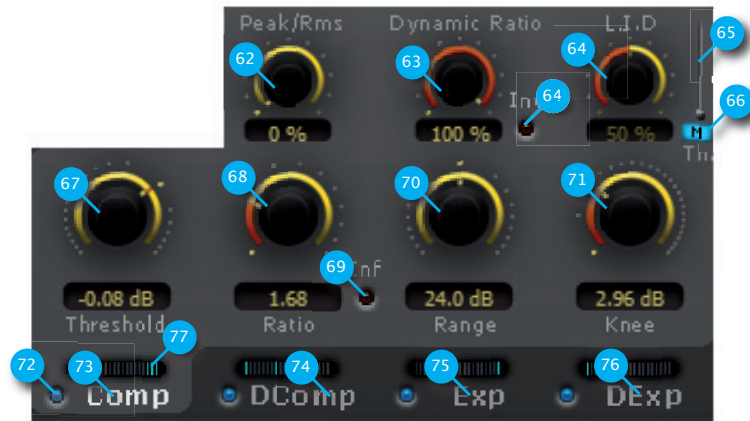 Peak/Rms Dynamic Ratio L.I.D
65
62 63 64
Inv 64
66
0 % 100 % 50 % M
67 68 70 71
69 Inf
-0.08 dB 1.68 24.0 dB 2.96 dB
Threshold Ratio Range Knee
77
72 73 74 75 76
Comp DComp Exp DExp